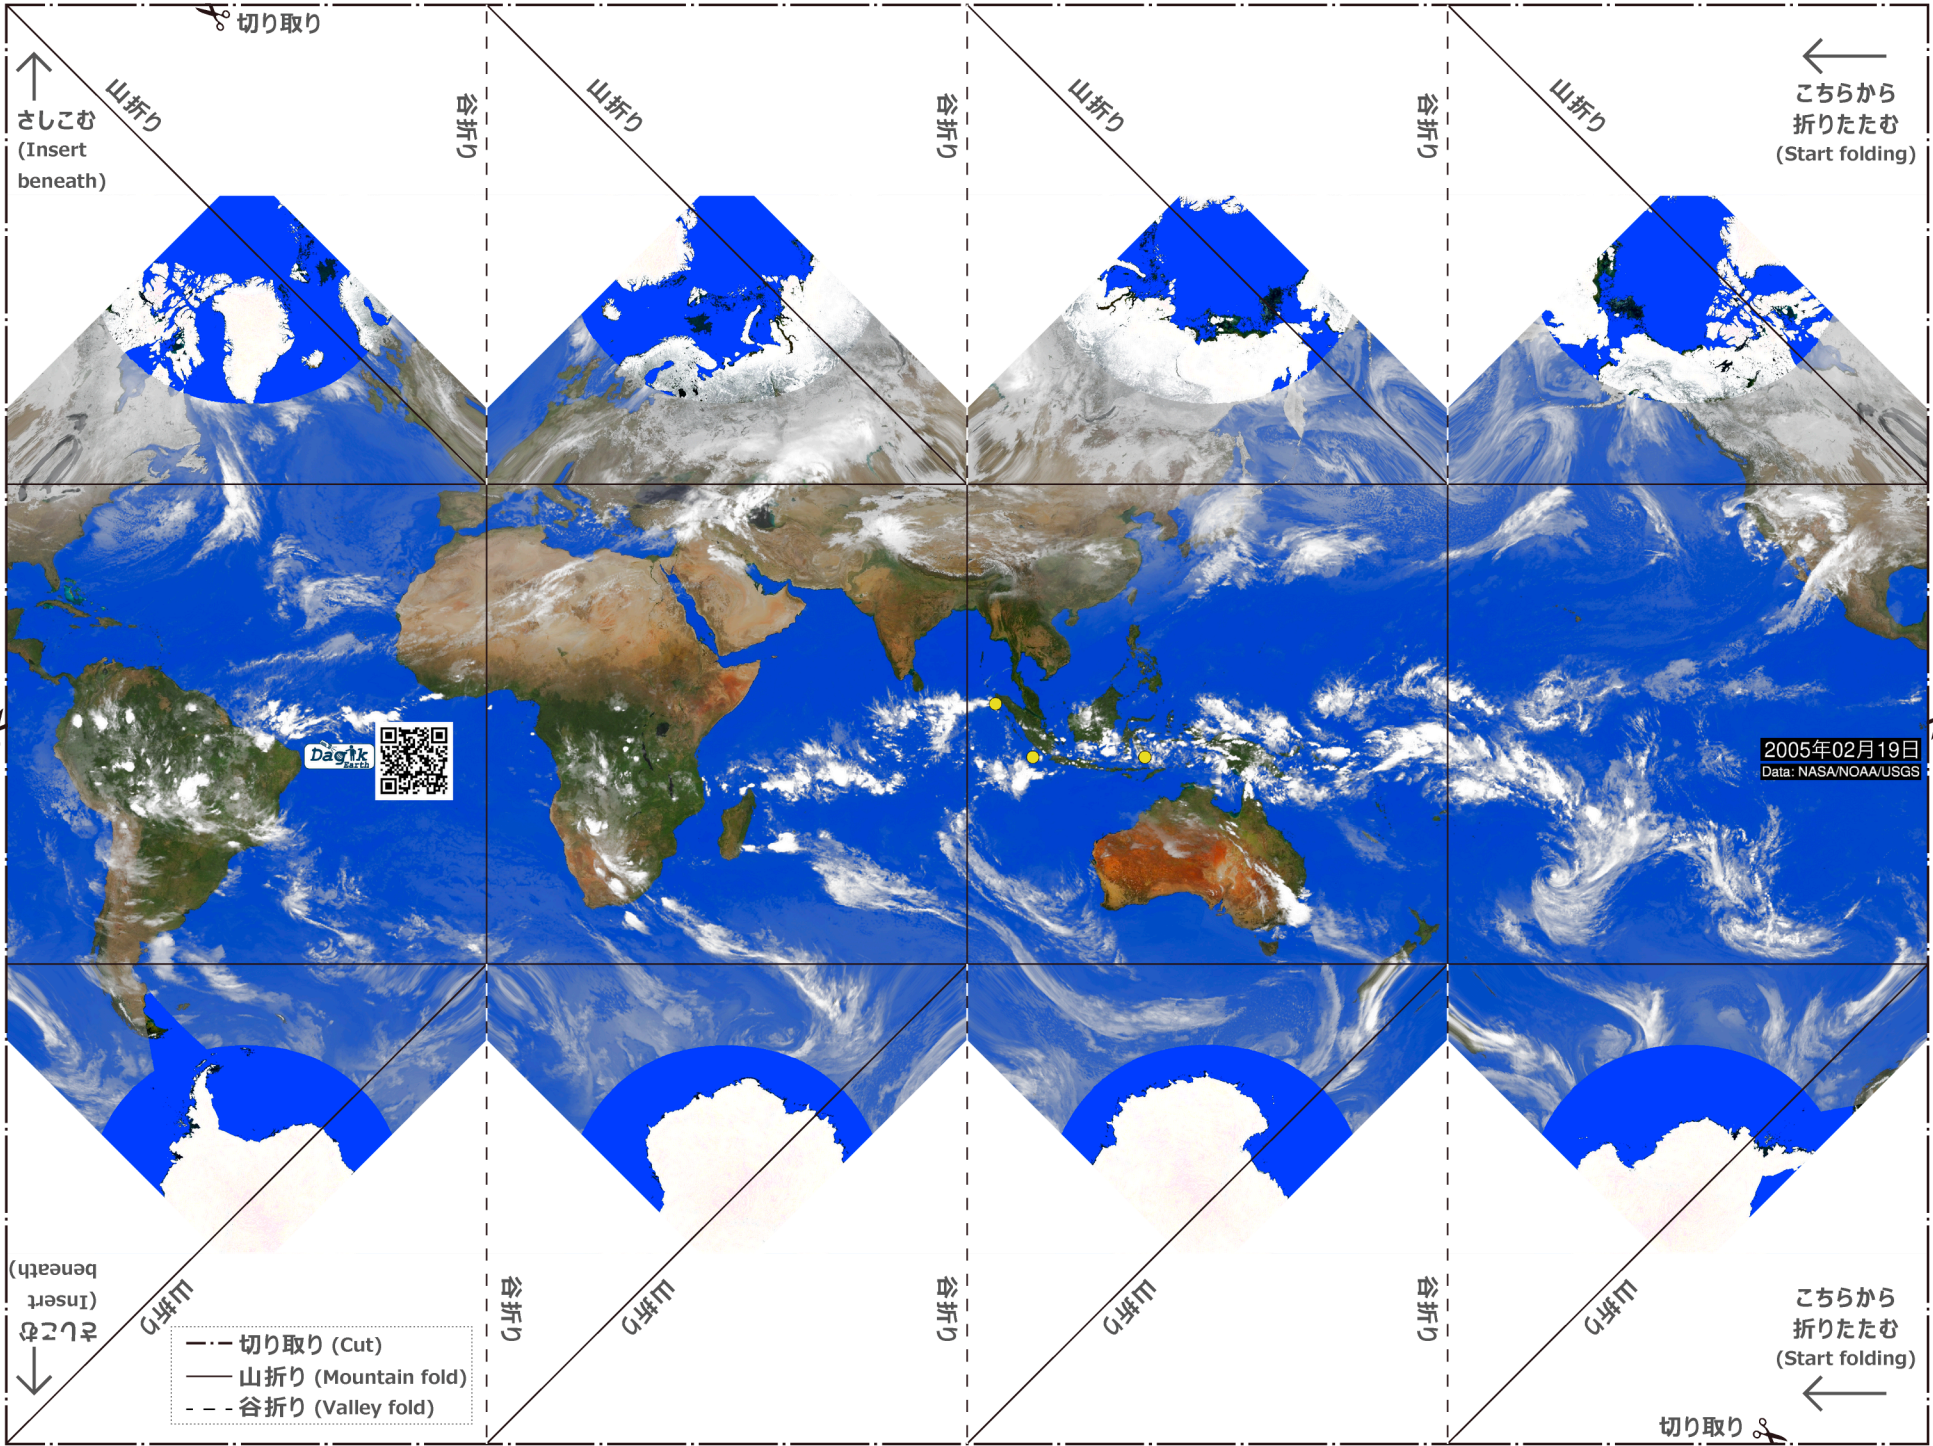 切り取り
山折り
谷折り
山折り
谷折り
山折り
谷折り
山折り
さしこむ
(Insert
beneath)
こちらから
折りたたむ
(Start folding)
Dagik
Earth
2005年02月19日
Data: NASA/NOAA/USGS
さしこむ
(Insert
beneath)
山折り
谷折り
山折り
谷折り
山折り
谷折り
山折り
切り取り (Cut)
山折り (Mountain fold)
谷折り (Valley fold)
こちらから
折りたたむ
(Start folding)
切り取り